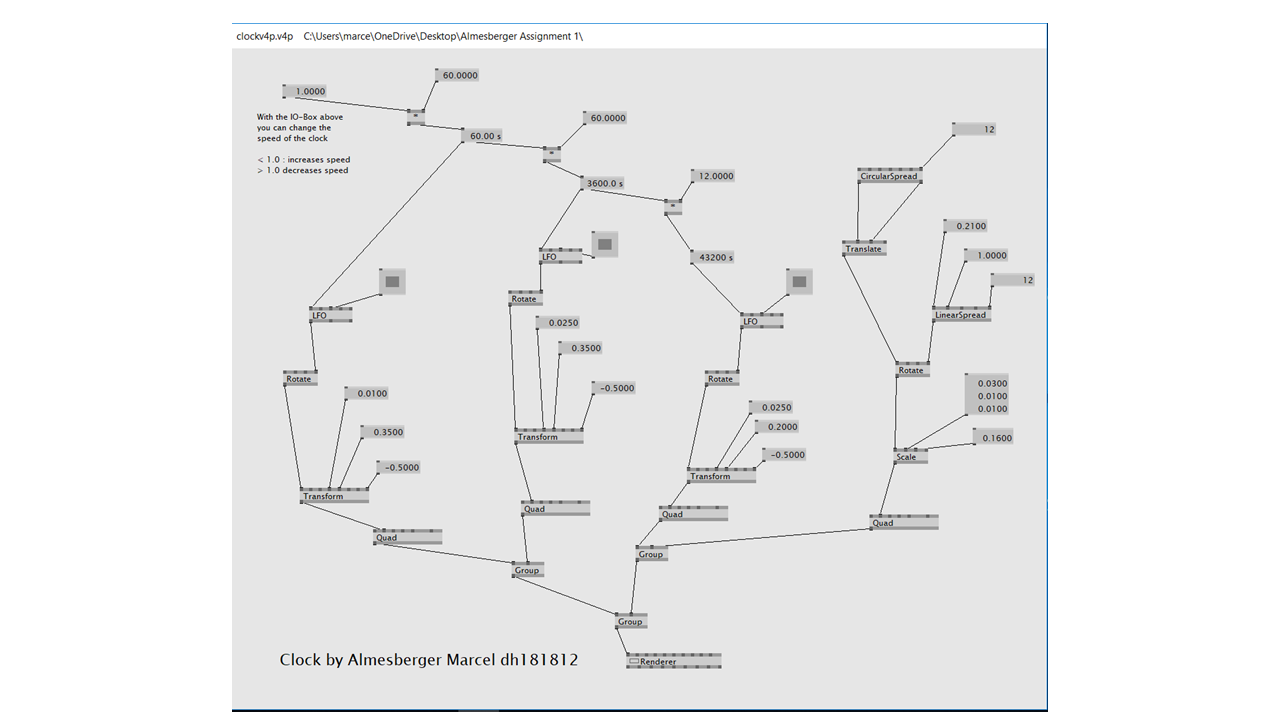 clockv4p.v4p    C:\Users\marce\OneDrive\Desktop\Almesberger Assignment 1\
60.0000
1.0000
*
With the IO-Box above
you can change the
speed of the clock
< 1.0 : increases speed
> 1.0 decreases speed
60.00 s
60.0000
*
3600.0 s
12.0000
*
43200 s
12
CircularSpread
Translate
0.2100
1.0000
12
LinearSpread
LFO
LFO
LFO
Rotate
Rotate
Rotate
Rotate
0.0100
0.3500
-0.5000
Transform
Quad
0.0250
0.3500
-0.5000
Transform
Quad
0.0250
0.2000
-0.5000
Transform
Quad
0.0300
0.0100
0.0100
0.1600
Scale
Quad
Group
Group
Group
Renderer
Clock by Almesberger Marcel dh181812